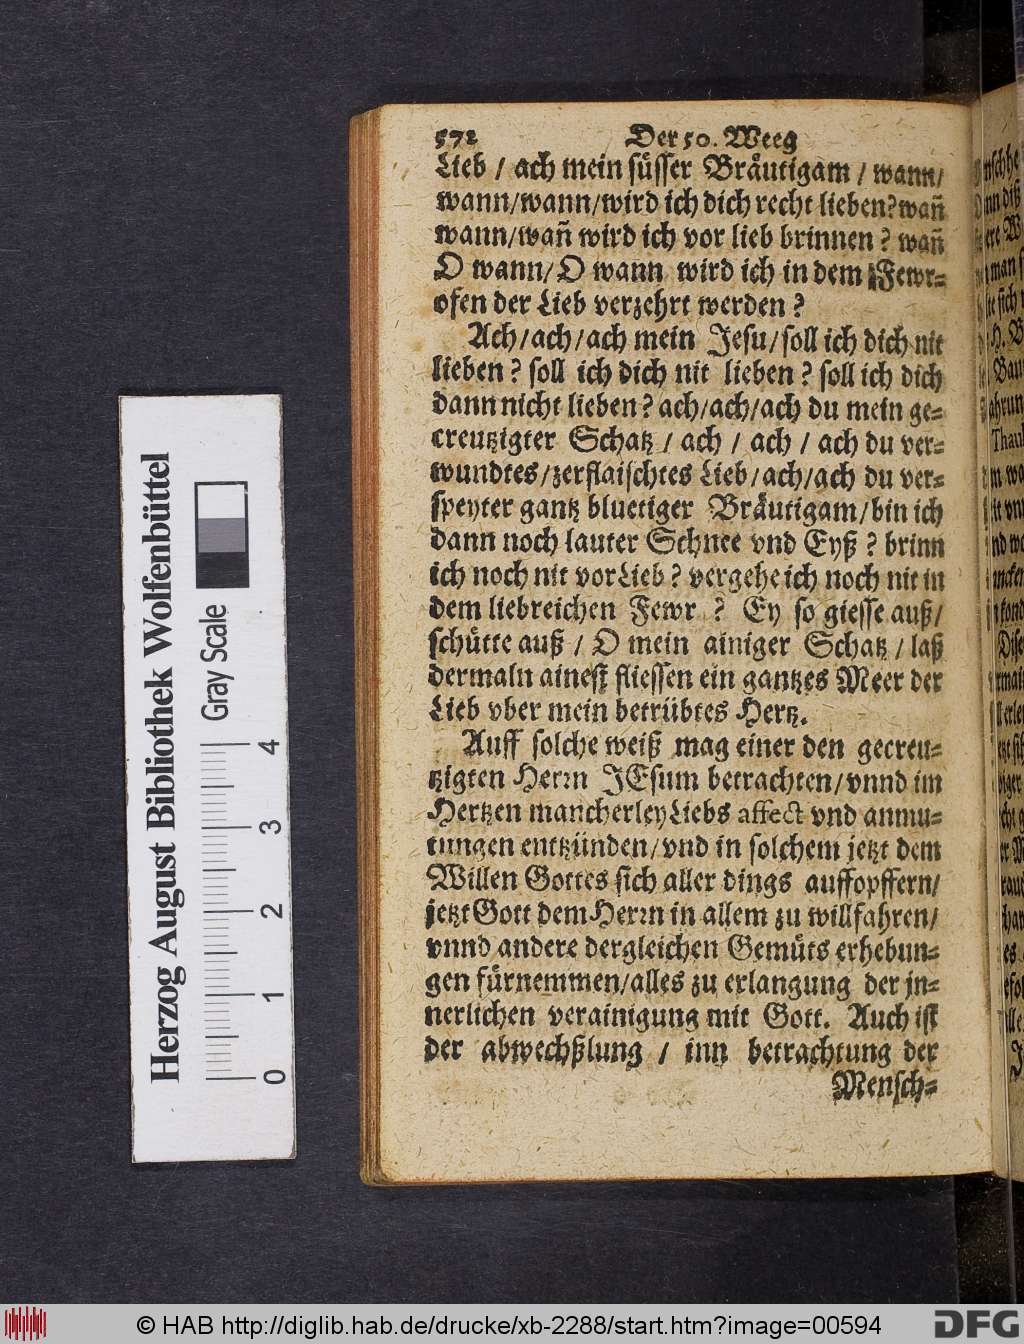 572 Der 50. Weeg
Lieb / ach mein süsser Bräutigam / wann/
wann/wann/wird ich dich recht lieben?wañ
wann/wañ wird ich vor lieb brinnen ? wañ
O wann/ O wann wird ich in dem Fewr-
ofen der Lieb verzehrt werden ?
Ach/ach/ach mein Jesu/soll ich dich nit
lieben ? soll ich dich nit lieben ? soll ich dich
dann nicht lieben ? ach/ach/ach du mein ge-
creutzigter Schatz / ach / ach / ach du ver-
wundtes/zerflaischtes Lieb/ach/ach du ver-
speyter gantz bluetiger Bräutigam/bin ich
dann noch lauter Schnee vnd Eyß ? brinn
ich noch nit vor Lieb ? vergehe ich noch nit in
dem liebreichen Fewr ? Ey so giesse auß/
schütte auß / O mein ainiger Schatz / laß
dermaln ainest fliessen ein gantzes Meer der
Lieb vber mein betrübtes Hertz.
Auff solche weiß mag einer den gecreu-
tzigten Herrn JEsum betrachten/vnnd im
Hertzen mancherley Liebs affect vnd anmu-
tungen entzünden/vnd in solchem jetzt dem
Willen Gottes sich aller dings auffopffern/
jetzt Gott dem Herrn in allem zu willfahren/
vnnd andere dergleichen Gemüts erhebun-
gen fürnemmen/alles zu erlangung der jn-
nerlichen verainigung mit Gott. Auch ist
der abwechßlung / inn betrachtung der
Mensch-
Herzog August Bibliothek Wolfenbüttel
Gray Scale
0 1 2 3 4
© HAB http://diglib.hab.de/drucke/xb-2288/start.htm?image=00594
DFG